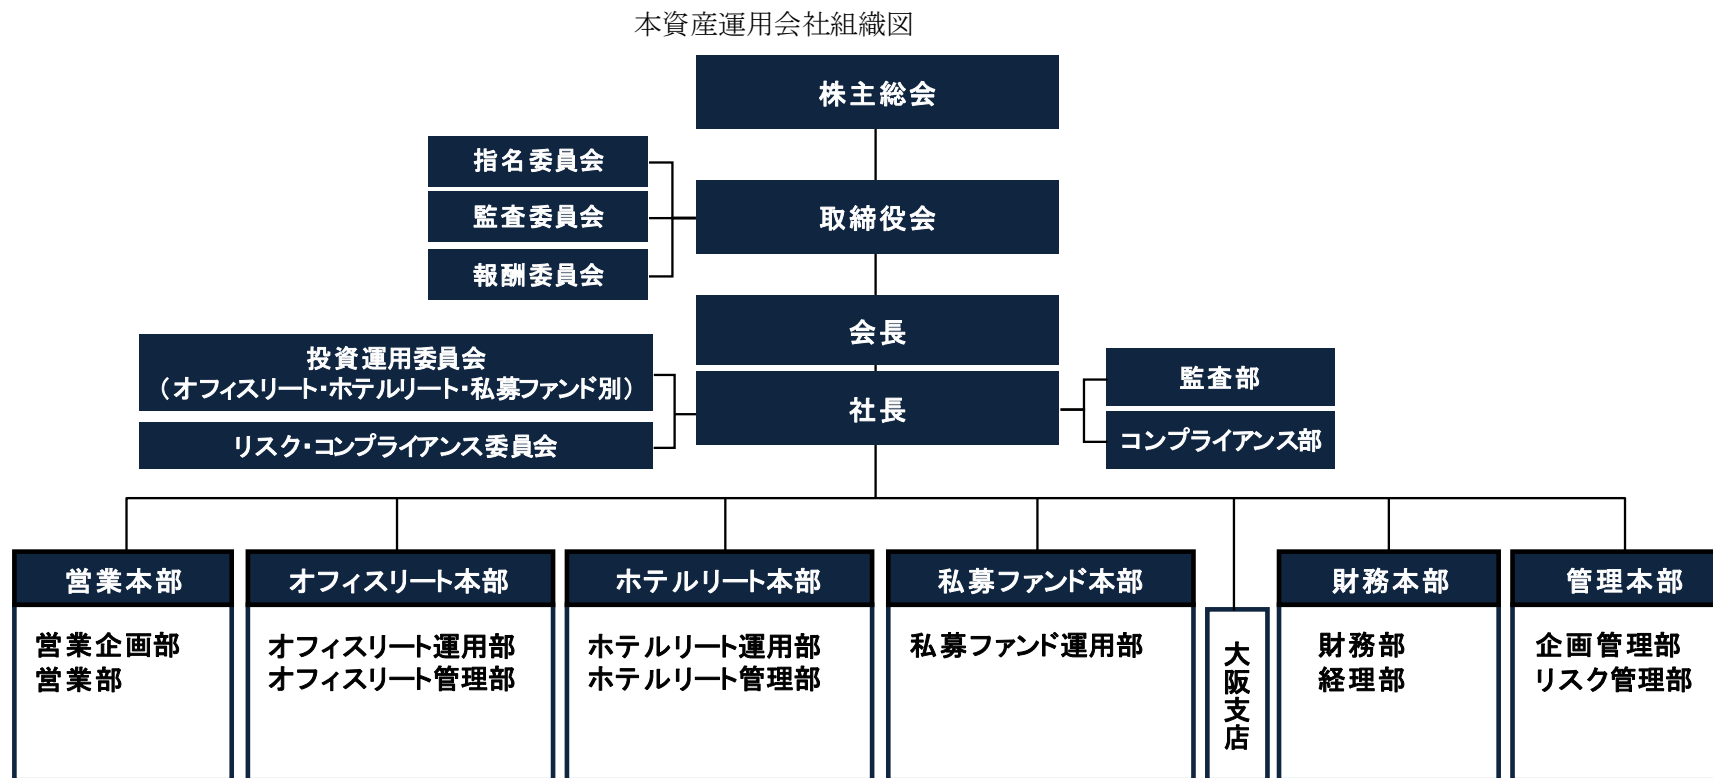 本資産運用会社組織図
株主総会
指名委員会
監査委員会
報酬委員会
取締役会
会長
社長
投資運用委員会
（オフィスリート・ホテルリート・私募ファンド別）
リスク・コンプライアンス委員会
監査部
コンプライアンス部
営業本部
営業企画部
営業部
オフィスリート本部
オフィスリート運用部
オフィスリート管理部
ホテルリート本部
ホテルリート運用部
ホテルリート管理部
私募ファンド本部
私募ファンド運用部
大阪支店
財務本部
財務部
経理部
管理本部
企画管理部
リスク管理部